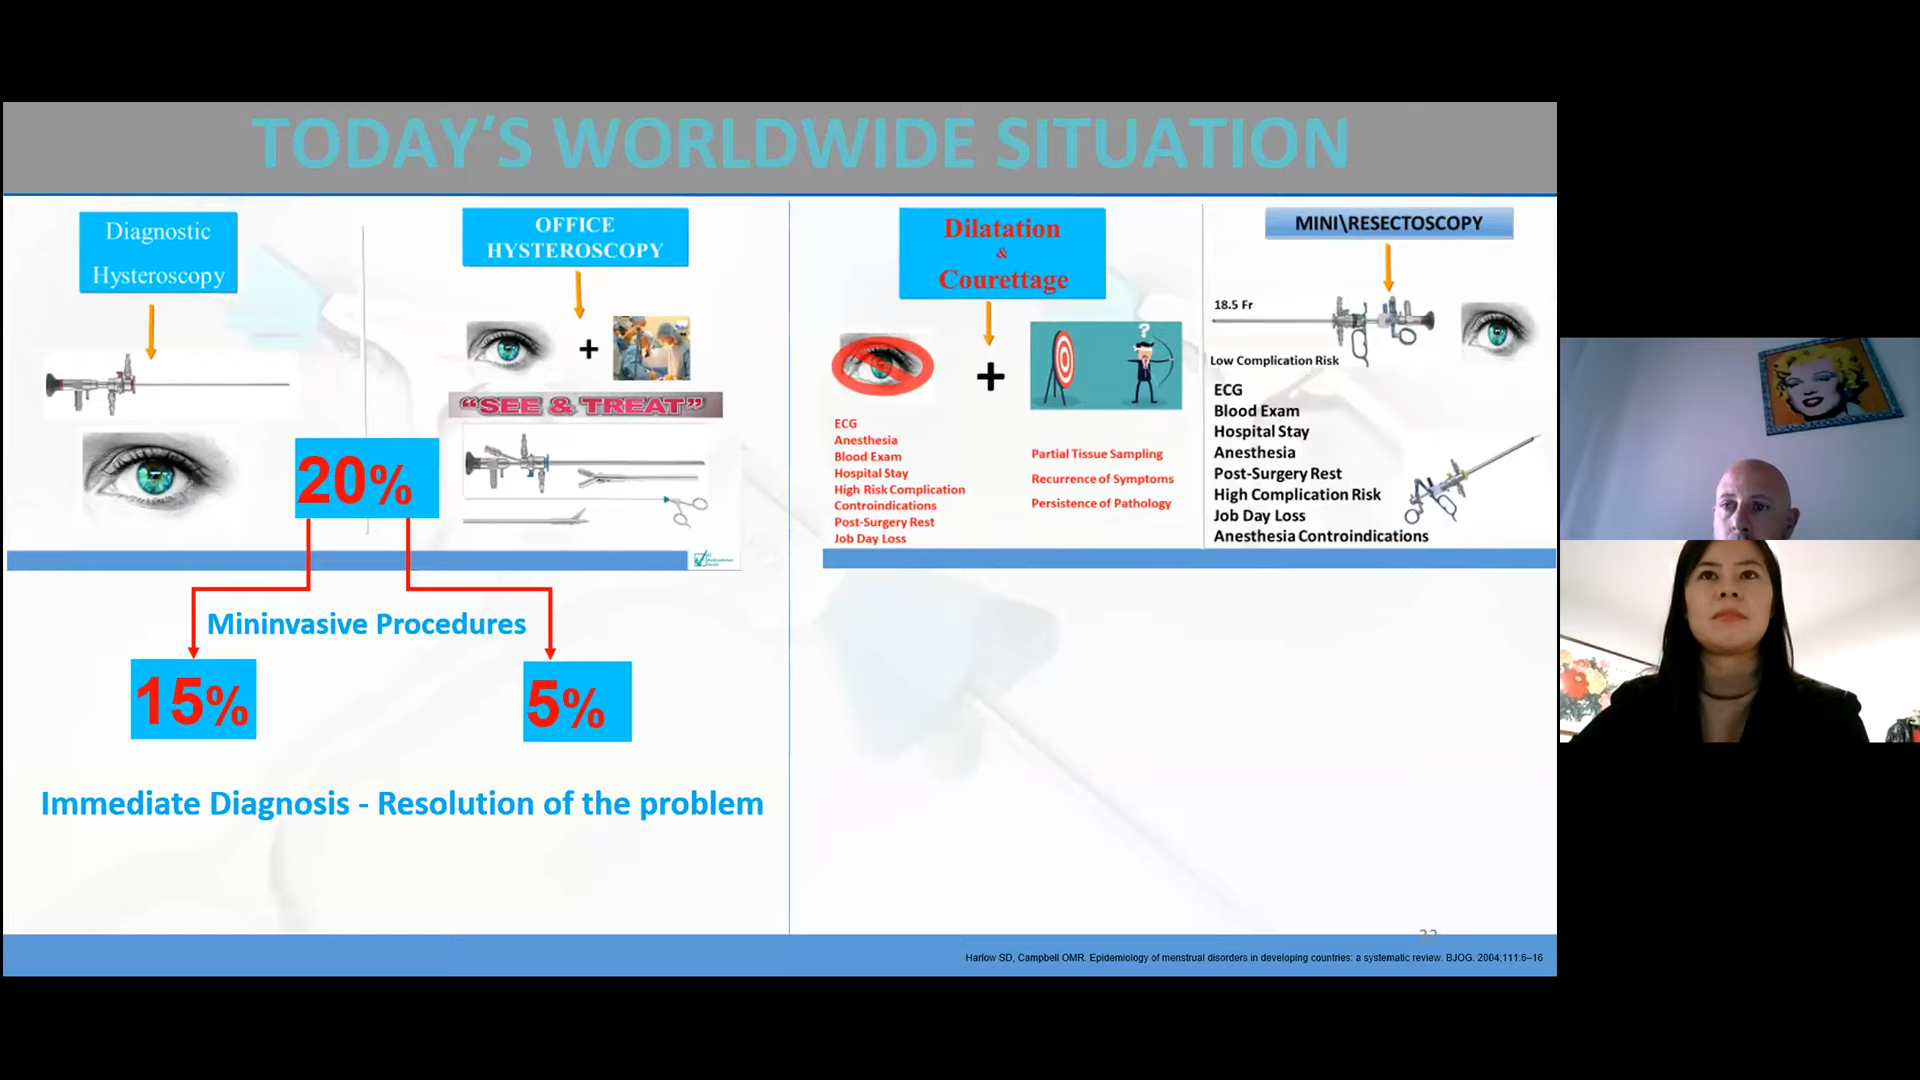 TODAY’S WORLDWIDE SITUATION
Diagnostic
Hysteroscopy
OFFICE
HYSTEROSCOPY
+
“SEE & TREAT”
20%
Mininvasive Procedures
15%
5%
Immediate Diagnosis - Resolution of the problem
Dilatation
&
Courettage
+
?
ECG
Anesthesia
Blood Exam
Hospital Stay
High Risk Complication
Controindications
Post-Surgery Rest
Job Day Loss
Partial Tissue Sampling
Recurrence of Symptoms
Persistence of Pathology
MINI\RESECTOSCOPY
18.5 Fr
Low Complication Risk
ECG
Blood Exam
Hospital Stay
Anesthesia
Post-Surgery Rest
High Complication Risk
Job Day Loss
Anesthesia Controindications
Harlow SD, Campbell OMR. Epidemiology of menstrual disorders in developing countries: a systematic review. BJOG. 2004;111:6–16